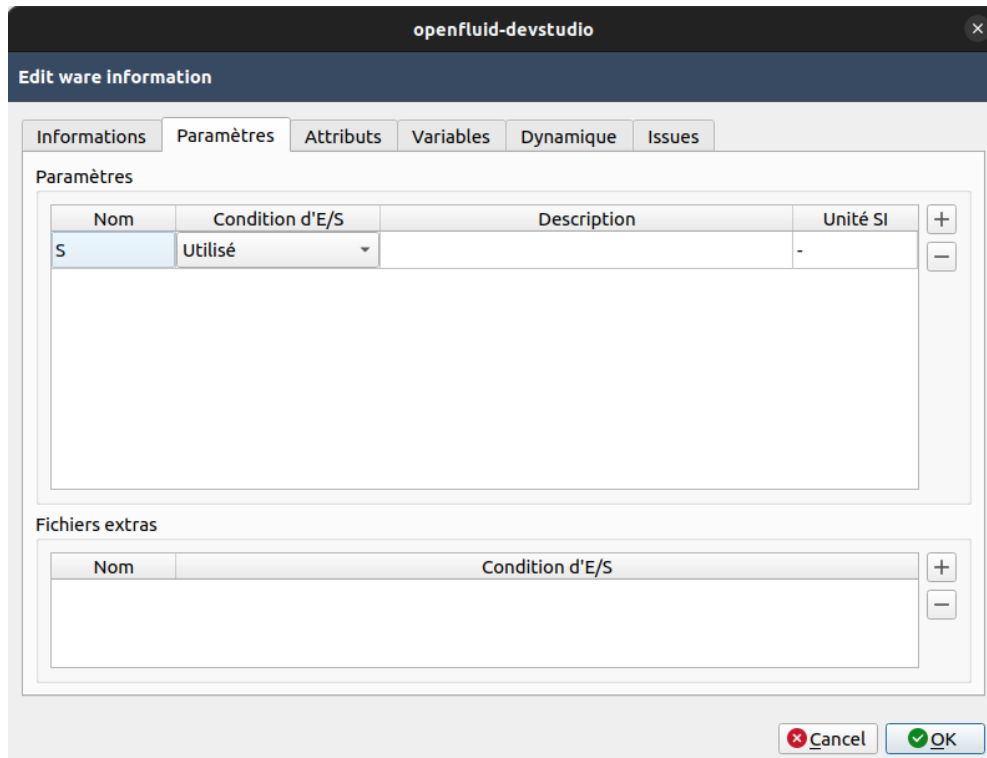 openfluid-devstudio
Edit ware information
Informations Paramètres Attributs Variables Dynamique Issues
Paramètres
Nom Condition d'E/S Description Unité SI
S Utilisé -
Fichiers extras
Nom Condition d'E/S
Cancel OK